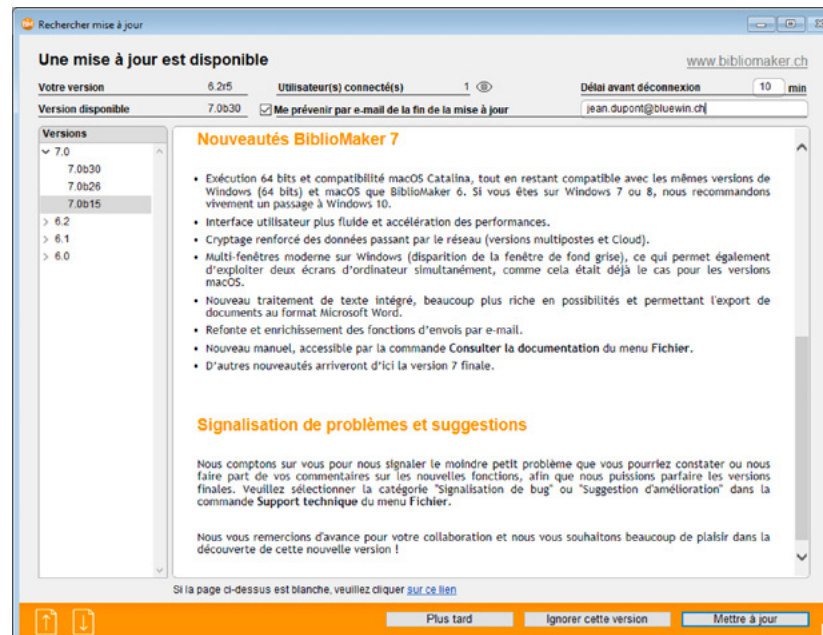 Rechercher mise à jour
Une mise à jour est disponible
www.bibliomaker.ch
Votre version 6.2r5 Utilisateur(s) connecté(s) 1 Délai avant déconnexion 10 min
Version disponible 7.0b30 Me prévenir par e-mail de la fin de la mise à jour jean.dupont@bluewin.ch
Versions
7.0
7.0b30
7.0b26
7.0b15
6.2
6.1
6.0
Nouveautés BiblioMaker 7
• Exécution 64 bits et compatibilité macOS Catalina, tout en restant compatible avec les mêmes versions de
Windows (64 bits) et macOS que BiblioMaker 6. Si vous êtes sur Windows 7 ou 8, nous recommandons
vivement un passage à Windows 10.
• Interface utilisateur plus fluide et accélération des performances.
• Cryptage renforcé des données passant par le réseau (versions multipostes et Cloud).
• Multi-fenêtres moderne sur Windows (disparition de la fenêtre de fond grise), ce qui permet également
d'exploiter deux écrans d'ordinateur simultanément, comme cela était déjà le cas pour les versions
macOS.
• Nouveau traitement de texte intégré, beaucoup plus riche en possibilités et permettant l'export de
documents au format Microsoft Word.
• Refonte et enrichissement des fonctions d'envois par e-mail.
• Nouveau manuel, accessible par la commande Consulter la documentation du menu Fichier.
• D'autres nouveautés arriveront d'ici la version 7 finale.
Signalisation de problèmes et suggestions
Nous comptons sur vous pour nous signaler le moindre petit problème que vous pourriez constater ou nous
faire part de vos commentaires sur les nouvelles fonctions, afin que nous puissions parfaire les versions
finales. Veuillez sélectionner la catégorie "Signalisation de bug" ou "Suggestion d'amélioration" dans la
commande Support technique du menu Fichier.
Nous vous remercions d'avance pour votre collaboration et nous vous souhaitons beaucoup de plaisir dans la
découverte de cette nouvelle version !
Si la page ci-dessus est blanche, veuillez cliquer sur ce lien
Plus tard Ignorer cette version Mettre à jour